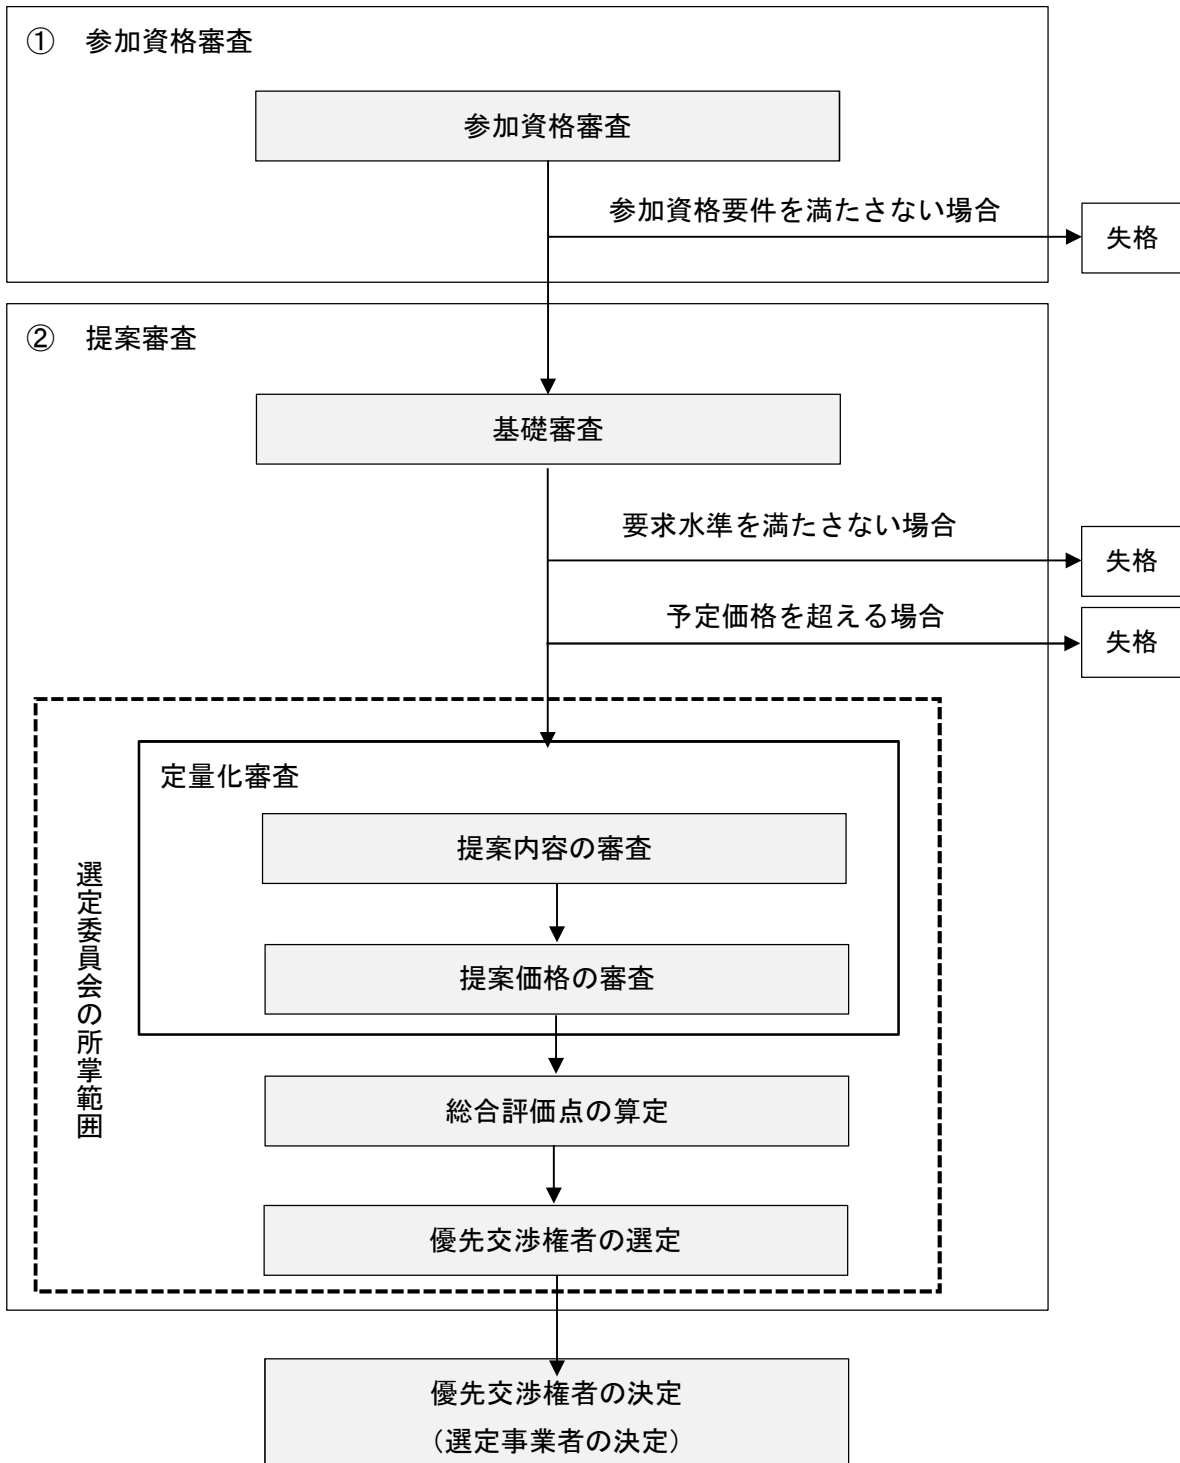 ① 参加資格審査
参加資格審査
参加資格要件を満たさない場合
失格
② 提案審査
基礎審査
要求水準を満たさない場合
失格
予定価格を超える場合
失格
選定委員会の所掌範囲
定量化審査
提案内容の審査
提案価格の審査
総合評価点の算定
優先交渉権者の選定
優先交渉権者の決定
（選定事業者の決定）